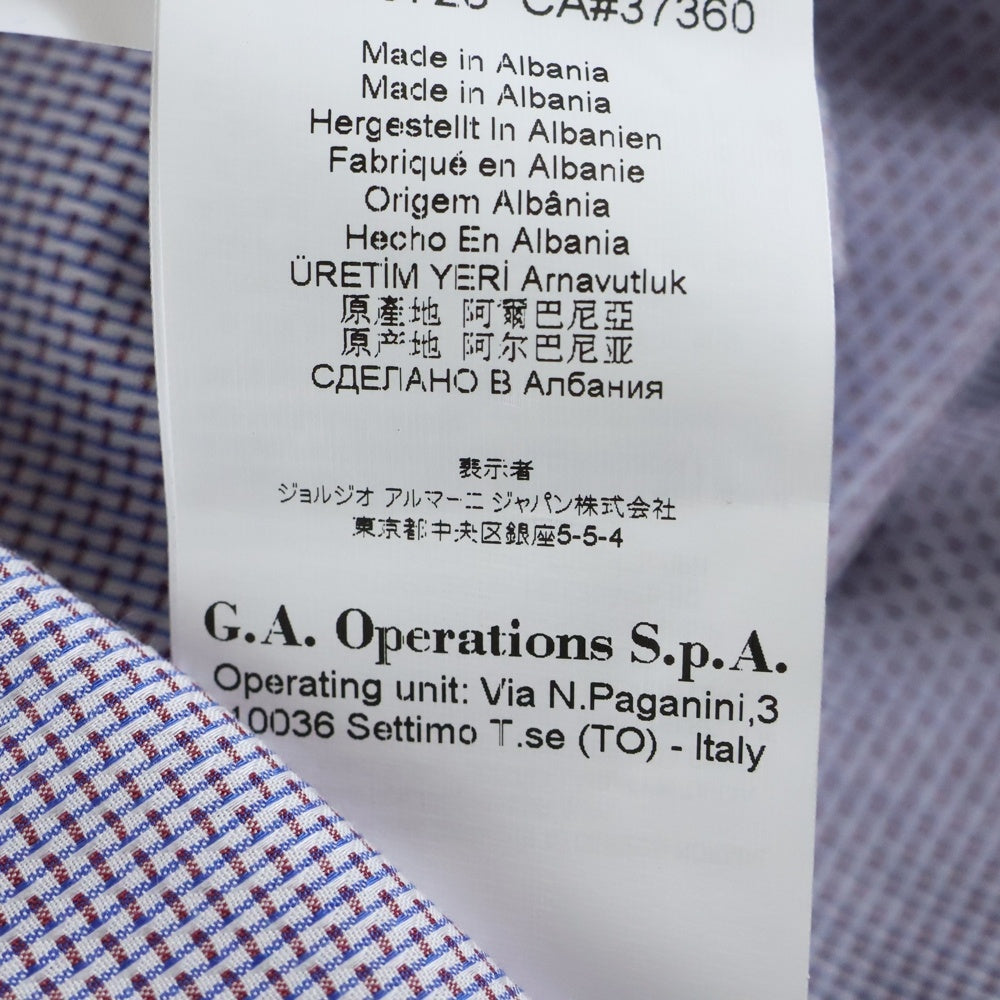 CA#37360
Made in Albania
Made in Albania
Hergestellt In Albanien
Fabriqué en Albanie
Origem Albânia
Hecho En Albania
ÜRETİM YERİ Arnavutluk
原產地 阿爾巴尼亞
原产地 阿尔巴尼亚
СДЕЛАНО В Албания
表示者
ジョルジオ アルマーニ ジャパン株式会社
東京都中央区銀座5-5-4
G.A. Operations S.p.A.
Operating unit: Via N.Paganini,3
10036 Settimo T.se (TO) - Italy